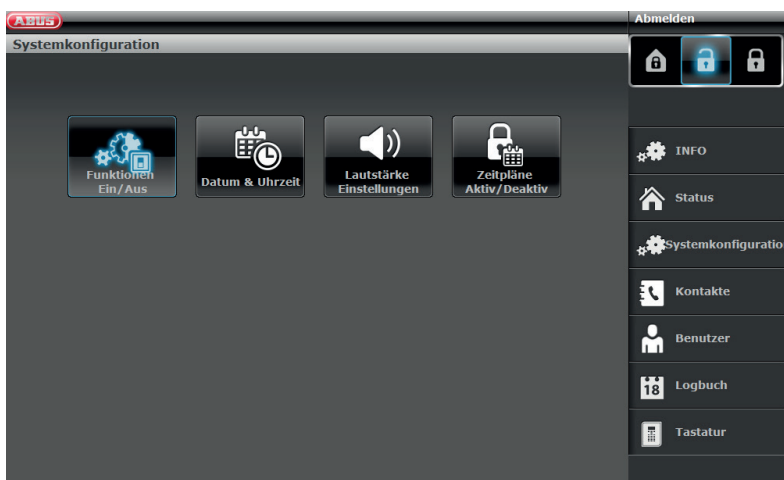 ABUS
Abmelden
Systemkonfiguration
Funktionen
Ein/Aus
Datum & Uhrzeit
Lautstärke
Einstellungen
Zeitpläne
Aktiv/Deaktiv
INFO
Status
Systemkonfiguratio
Kontakte
Benutzer
18
Logbuch
Tastatur